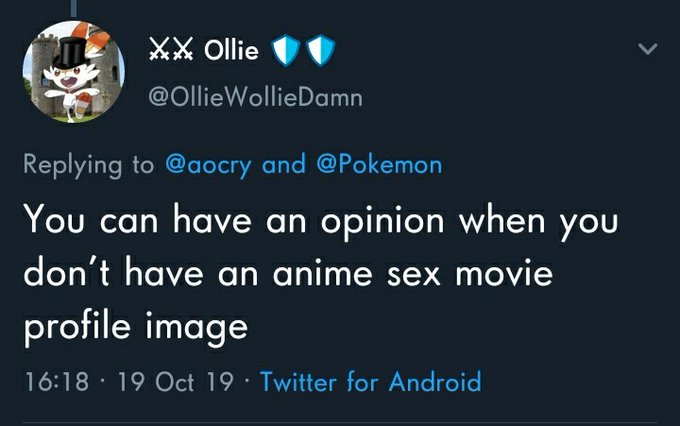 ⚔⚔ Ollie 🛡🛡
@OllieWollieDamn
Replying to @aocry and @Pokemon
You can have an opinion when you
don’t have an anime sex movie
profile image
16:18 · 19 Oct 19 · Twitter for Android